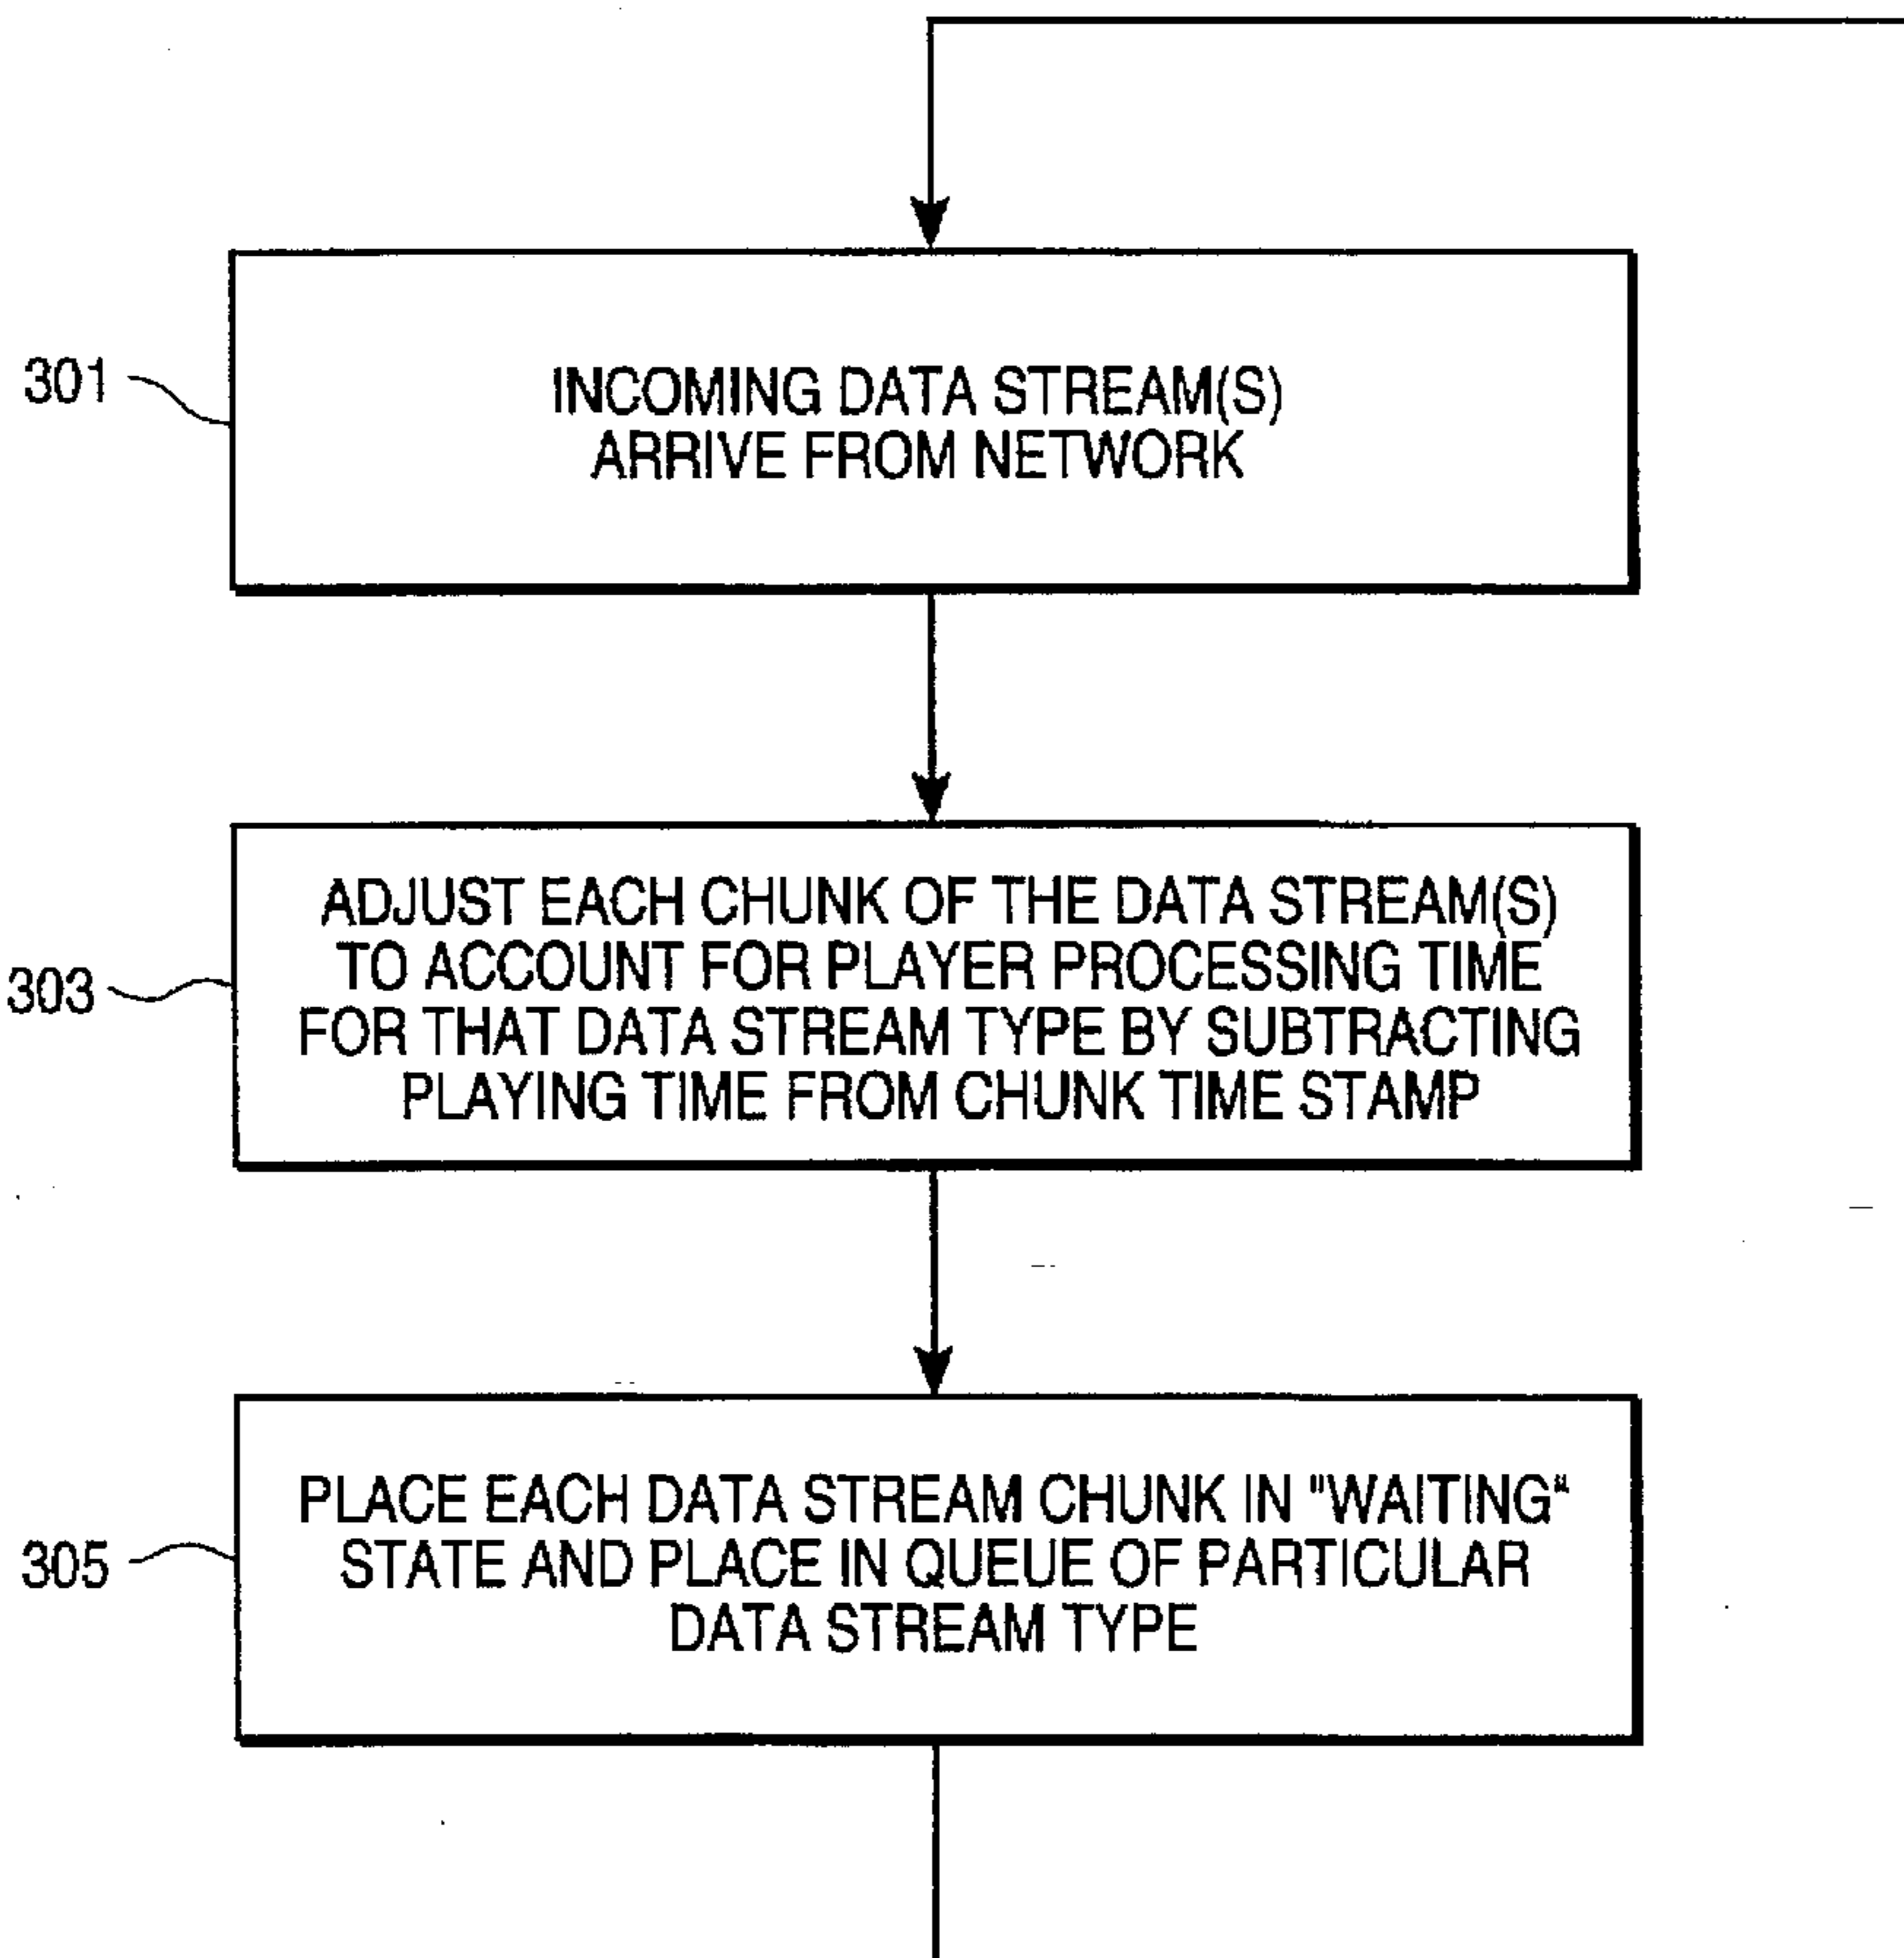 301
INCOMING DATA STREAM(S)
ARRIVE FROM NETWORK
303
ADJUST EACH CHUNK OF THE DATA STREAM(S)
TO ACCOUNT FOR PLAYER PROCESSING TIME
FOR THAT DATA STREAM TYPE BY SUBTRACTING
PLAYING TIME FROM CHUNK TIME STAMP
305
PLACE EACH DATA STREAM CHUNK IN "WAITING"
STATE AND PLACE IN QUEUE OF PARTICULAR
DATA STREAM TYPE